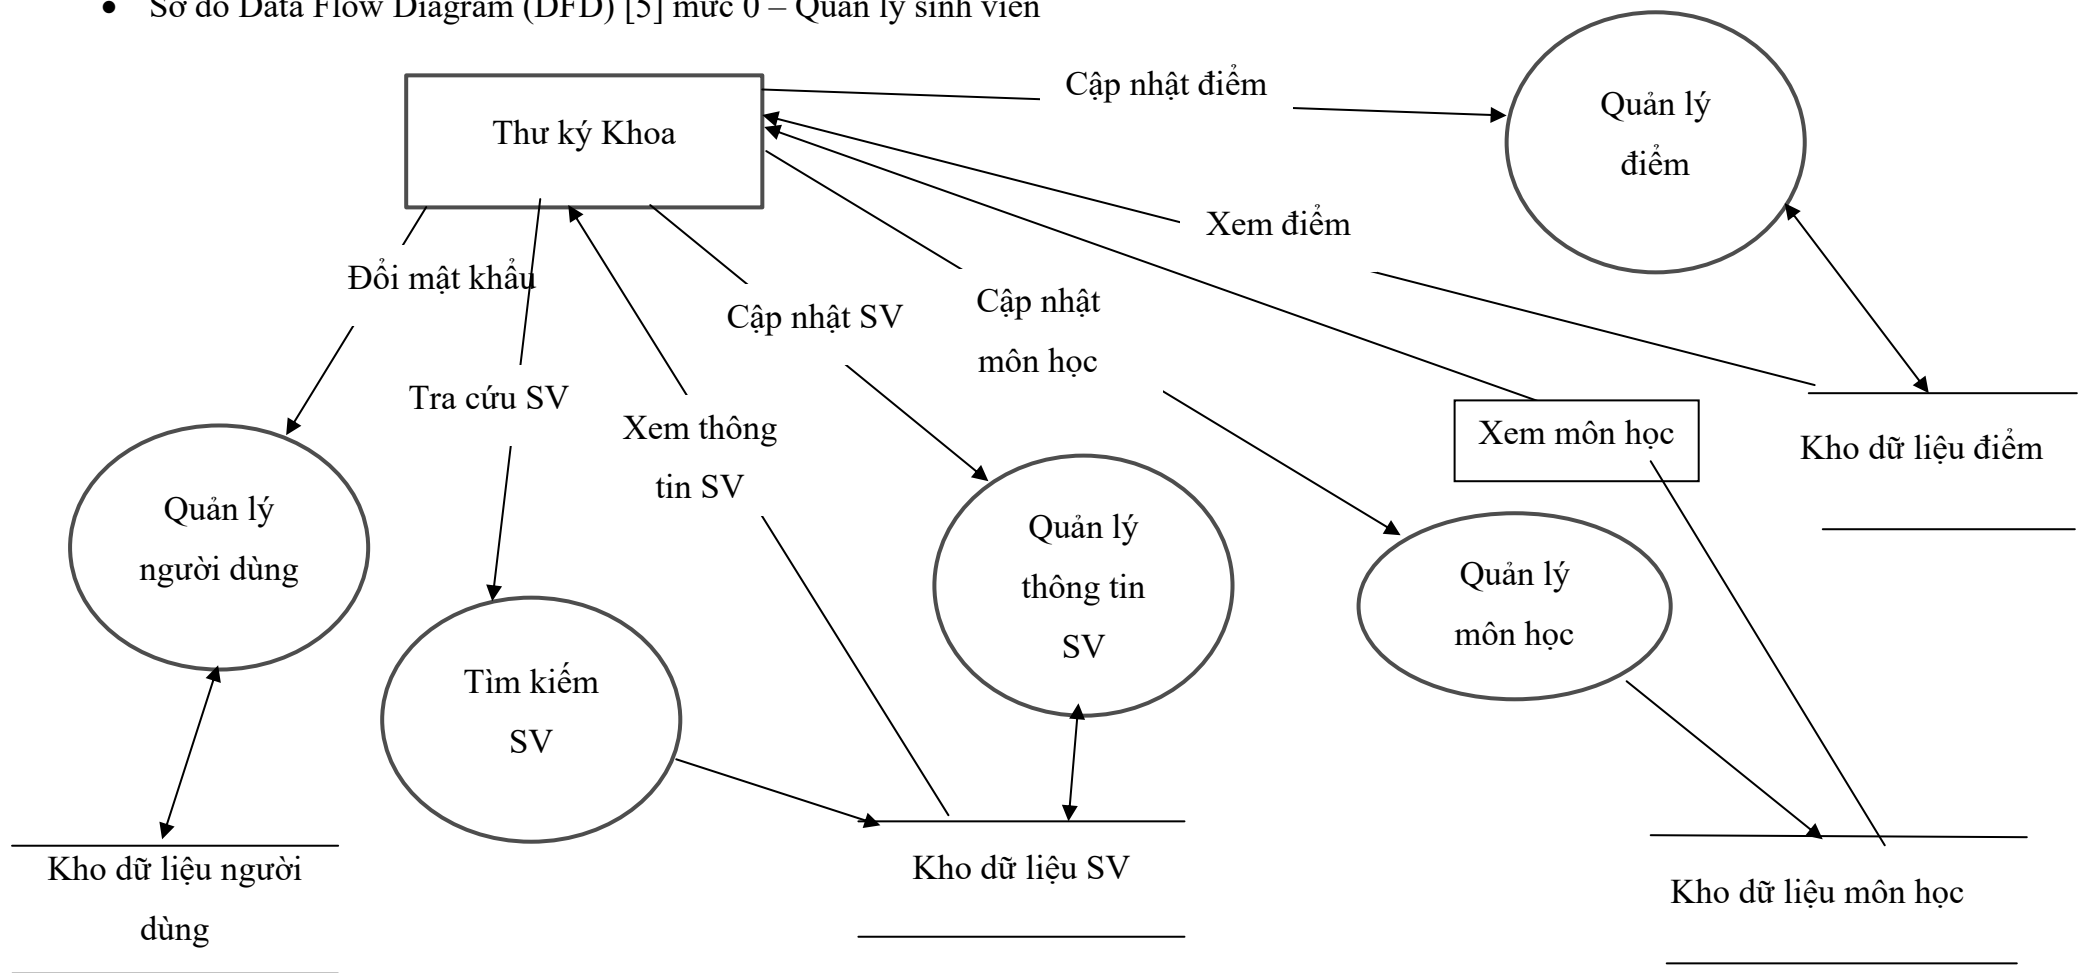 • Sơ đồ Data Flow Diagram (DFD) [5] mức 0 – Quản lý sinh viên
Thư ký Khoa
Cập nhật điểm
Quản lý
điểm
Xem điểm
Đổi mật khẩu
Cập nhật SV
Cập nhật
môn học
Tra cứu SV
Xem thông
tin SV
Xem môn học
Kho dữ liệu điểm
Quản lý
người dùng
Quản lý
thông tin
SV
Quản lý
môn học
Tìm kiếm
SV
Kho dữ liệu người
dùng
Kho dữ liệu SV
Kho dữ liệu môn học